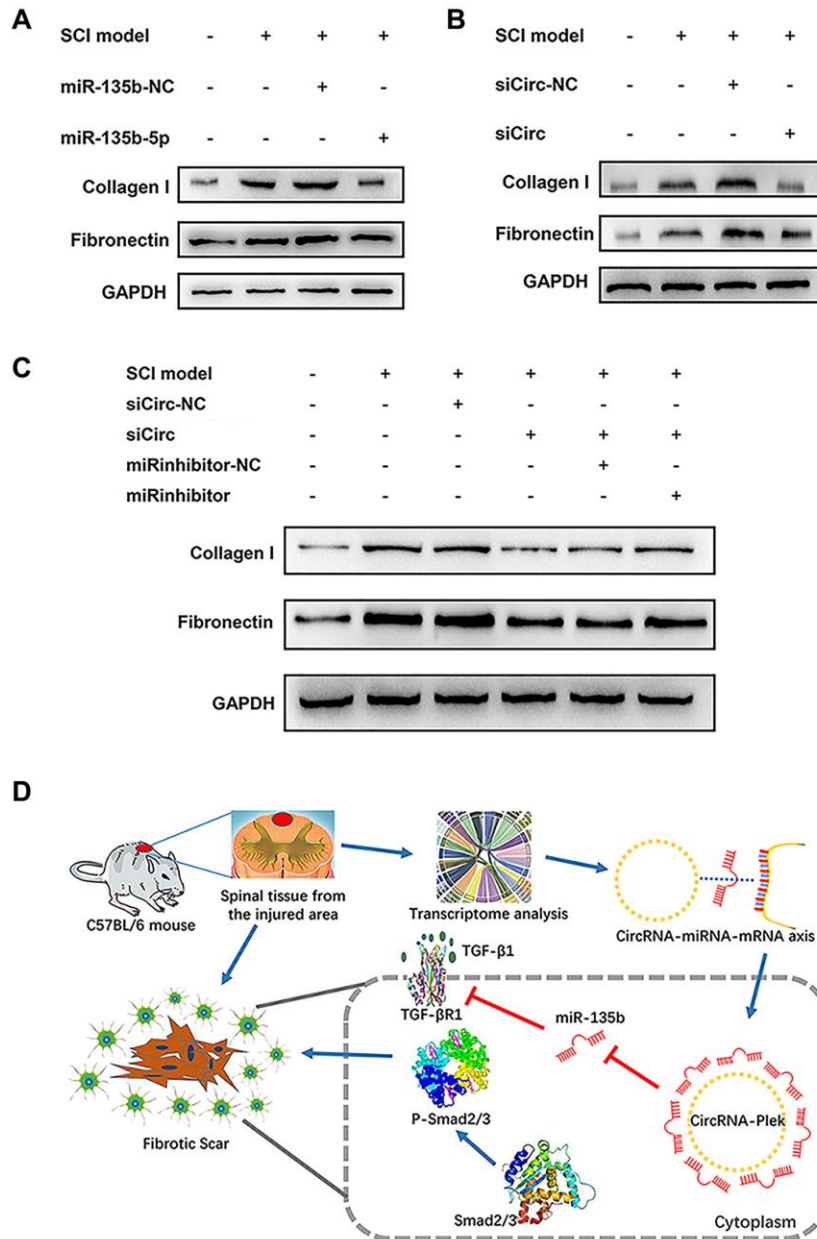 A
SCI model - + + +
miR-135b-NC - - + -
miR-135b-5p - - - +
Collagen I
Fibronectin
GAPDH
B
SCI model - + + +
siCirc-NC - - + -
siCirc - - - +
Collagen I
Fibronectin
GAPDH
C
SCI model - + + + + +
siCirc-NC - - + - - -
siCirc - - - + + +
miRinhibitor-NC - - - - + -
miRinhibitor - - - - - +
Collagen I
Fibronectin
GAPDH
D
C57BL/6 mouse
Spinal tissue from
the injured area
Transcriptome analysis
CircRNA-miRNA-mRNA axis
TGF-β1
TGF-βR1
miR-135b
CircRNA-Plek
P-Smad2/3
Smad2/3
Fibrotic Scar
Cytoplasm